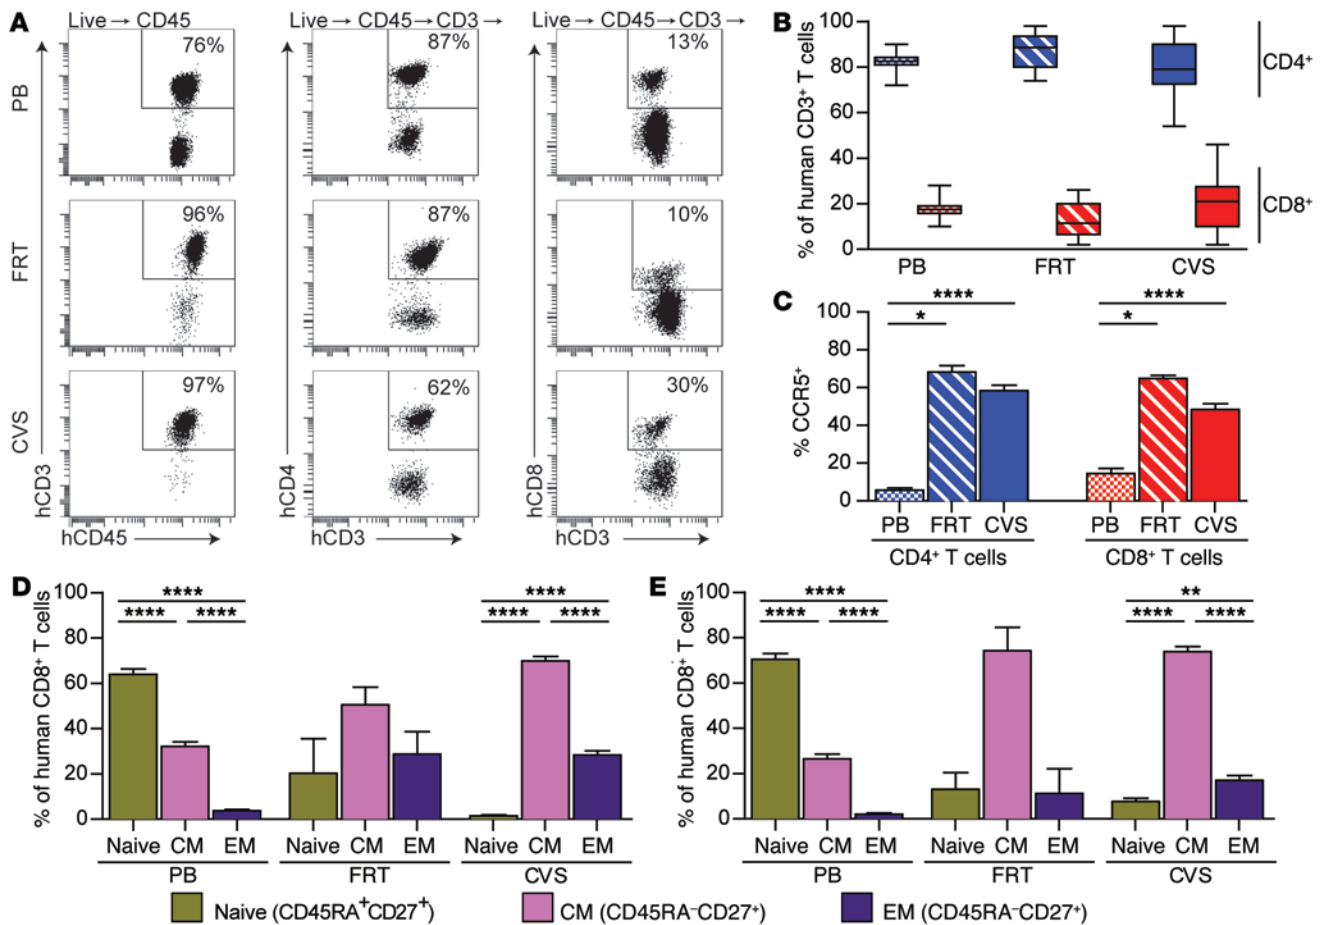 A
Live → CD45
Live → CD45 → CD3 →
Live → CD45 → CD3 →
PB
76%
87%
13%
FRT
96%
87%
10%
CVS
97%
62%
30%
hCD3
hCD4
hCD8
hCD45
hCD3
hCD3
B
% of human CD3⁺ T cells
100
80
60
40
20
0
PB
FRT
CVS
CD4⁺
CD8⁺
C
% CCR5⁺
100
80
60
40
20
0
****
*
****
*
PB
FRT
CVS
PB
FRT
CVS
CD4⁺ T cells
CD8⁺ T cells
D
% of human CD8⁺ T cells
100
80
60
40
20
0
****
**** ****
****
**** ****
Naive CM EM
Naive CM EM
Naive CM EM
PB
FRT
CVS
E
% of human CD8⁺ T cells
100
80
60
40
20
0
****
**** ****
**
**** ****
Naive CM EM
Naive CM EM
Naive CM EM
PB
FRT
CVS
Naive (CD45RA⁺CD27⁺)
CM (CD45RA⁻CD27⁺)
EM (CD45RA⁻CD27⁺)